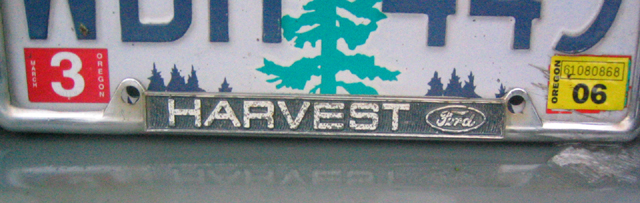 MARCH 3 OREGON
OREGON 61080868
06
HARVEST Ford